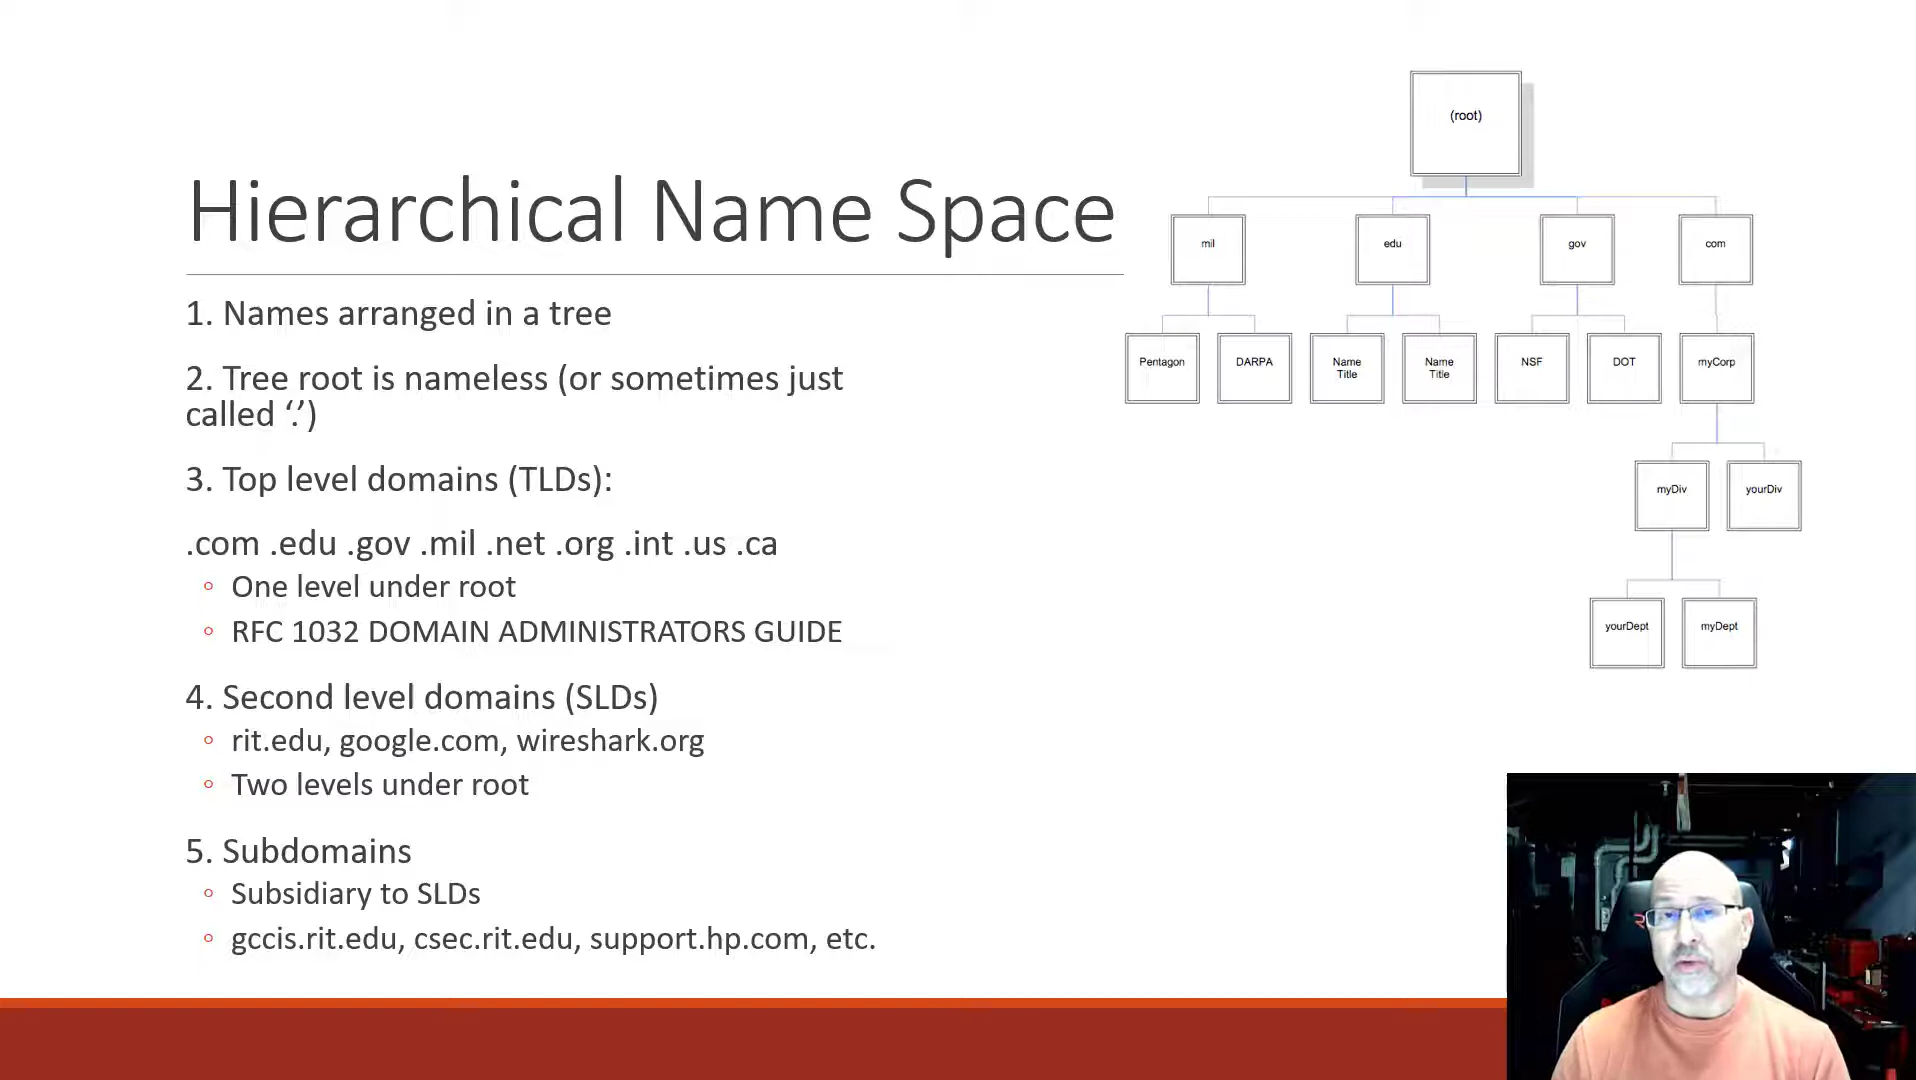 Hierarchical Name Space
1. Names arranged in a tree
2. Tree root is nameless (or sometimes just
called ‘.’)
3. Top level domains (TLDs):
.com .edu .gov .mil .net .org .int .us .ca
◦ One level under root
◦ RFC 1032 DOMAIN ADMINISTRATORS GUIDE
4. Second level domains (SLDs)
◦ rit.edu, google.com, wireshark.org
◦ Two levels under root
5. Subdomains
◦ Subsidiary to SLDs
◦ gccis.rit.edu, csec.rit.edu, support.hp.com, etc.
(root)
mil
edu
gov
com
Pentagon
DARPA
Name
Title
Name
Title
NSF
DOT
myCorp
myDiv
yourDiv
yourDept
myDept